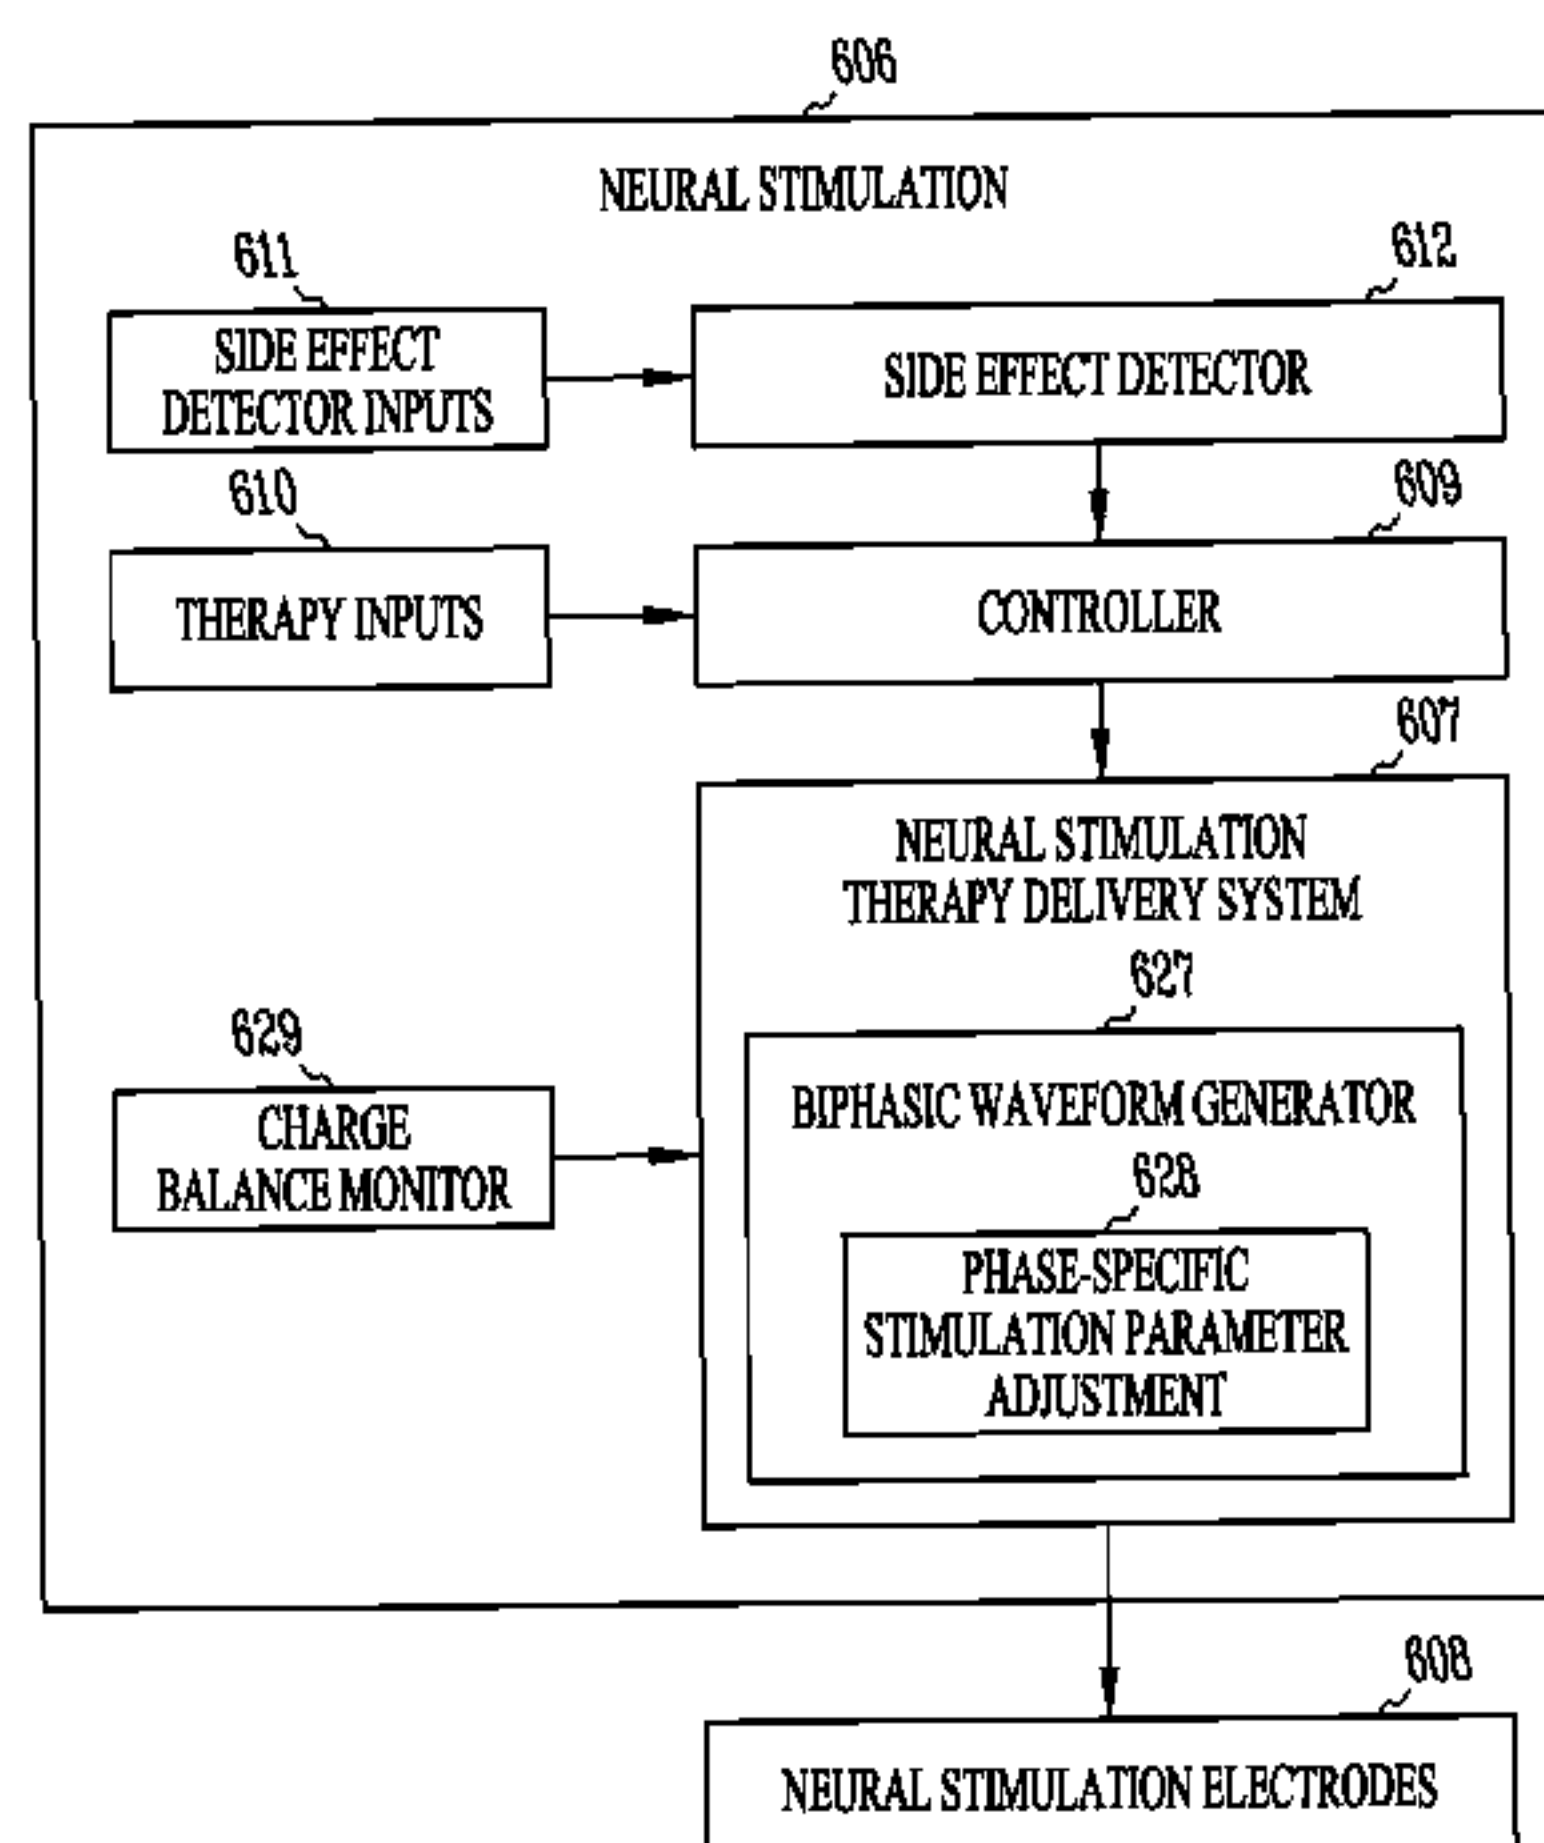 606
NEURAL STIMULATION
611
612
SIDE EFFECT
DETECTOR INPUTS
SIDE EFFECT DETECTOR
610
609
THERAPY INPUTS
CONTROLLER
607
NEURAL STIMULATION
THERAPY DELIVERY SYSTEM
627
629
CHARGE
BALANCE MONITOR
BIPHASIC WAVEFORM GENERATOR
628
PHASE-SPECIFIC
STIMULATION PARAMETER
ADJUSTMENT
608
NEURAL STIMULATION ELECTRODES